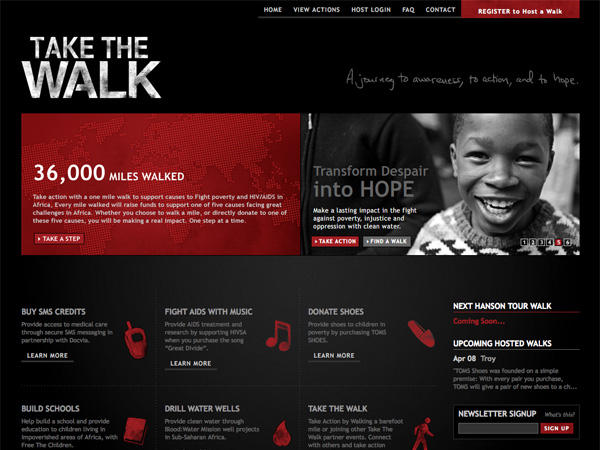 HOME VIEW ACTIONS HOST LOGIN FAQ CONTACT REGISTER to Host a Walk
TAKE THE
WALK
A journey to awareness, to action, and to hope.
36,000 MILES WALKED
Take action with a one mile walk to support causes to Fight poverty and HIV/AIDS in
Africa, Every mile walked will raise funds to support one of five causes facing great
challenges in Africa. Whether you choose to walk a mile, or directly donate to one of
these five causes, you will be making a real impact. One step at a time.
TAKE A STEP
Transform Despair
into HOPE
Make a lasting impact in the fight
against poverty, injustice and
oppression with clean water.
TAKE ACTION FIND A WALK
1 2 3 4 5 6
BUY SMS CREDITS
Provide access to medical care
through secure SMS messaging in
partnership with Docvia.
LEARN MORE
FIGHT AIDS WITH MUSIC
Provide AIDS treatment and
research by supporting HIVSA
when you purchase the song
"Great Divide".
LEARN MORE
DONATE SHOES
Provide shoes to children in
poverty by purchasing TOMS
SHOES.
LEARN MORE
NEXT HANSON TOUR WALK
Coming Soon...
UPCOMING HOSTED WALKS
Apr 08 Troy
"TOMS Shoes was founded on a simple
premise: With every pair you purchase,
TOMS will give a pair of new shoes to a ch...
BUILD SCHOOLS
Help build a school and provide
education to children living in
impoverished areas of Africa, with
Free The Children.
DRILL WATER WELLS
Provide clean water through
Blood:Water Mission well projects
in Sub-Saharan Africa.
TAKE THE WALK
Take Action by Walking a barefoot
mile or joining other Take The
Walk partner events. Connect
with others and take action
NEWSLETTER SIGNUP What's this?
SIGN UP